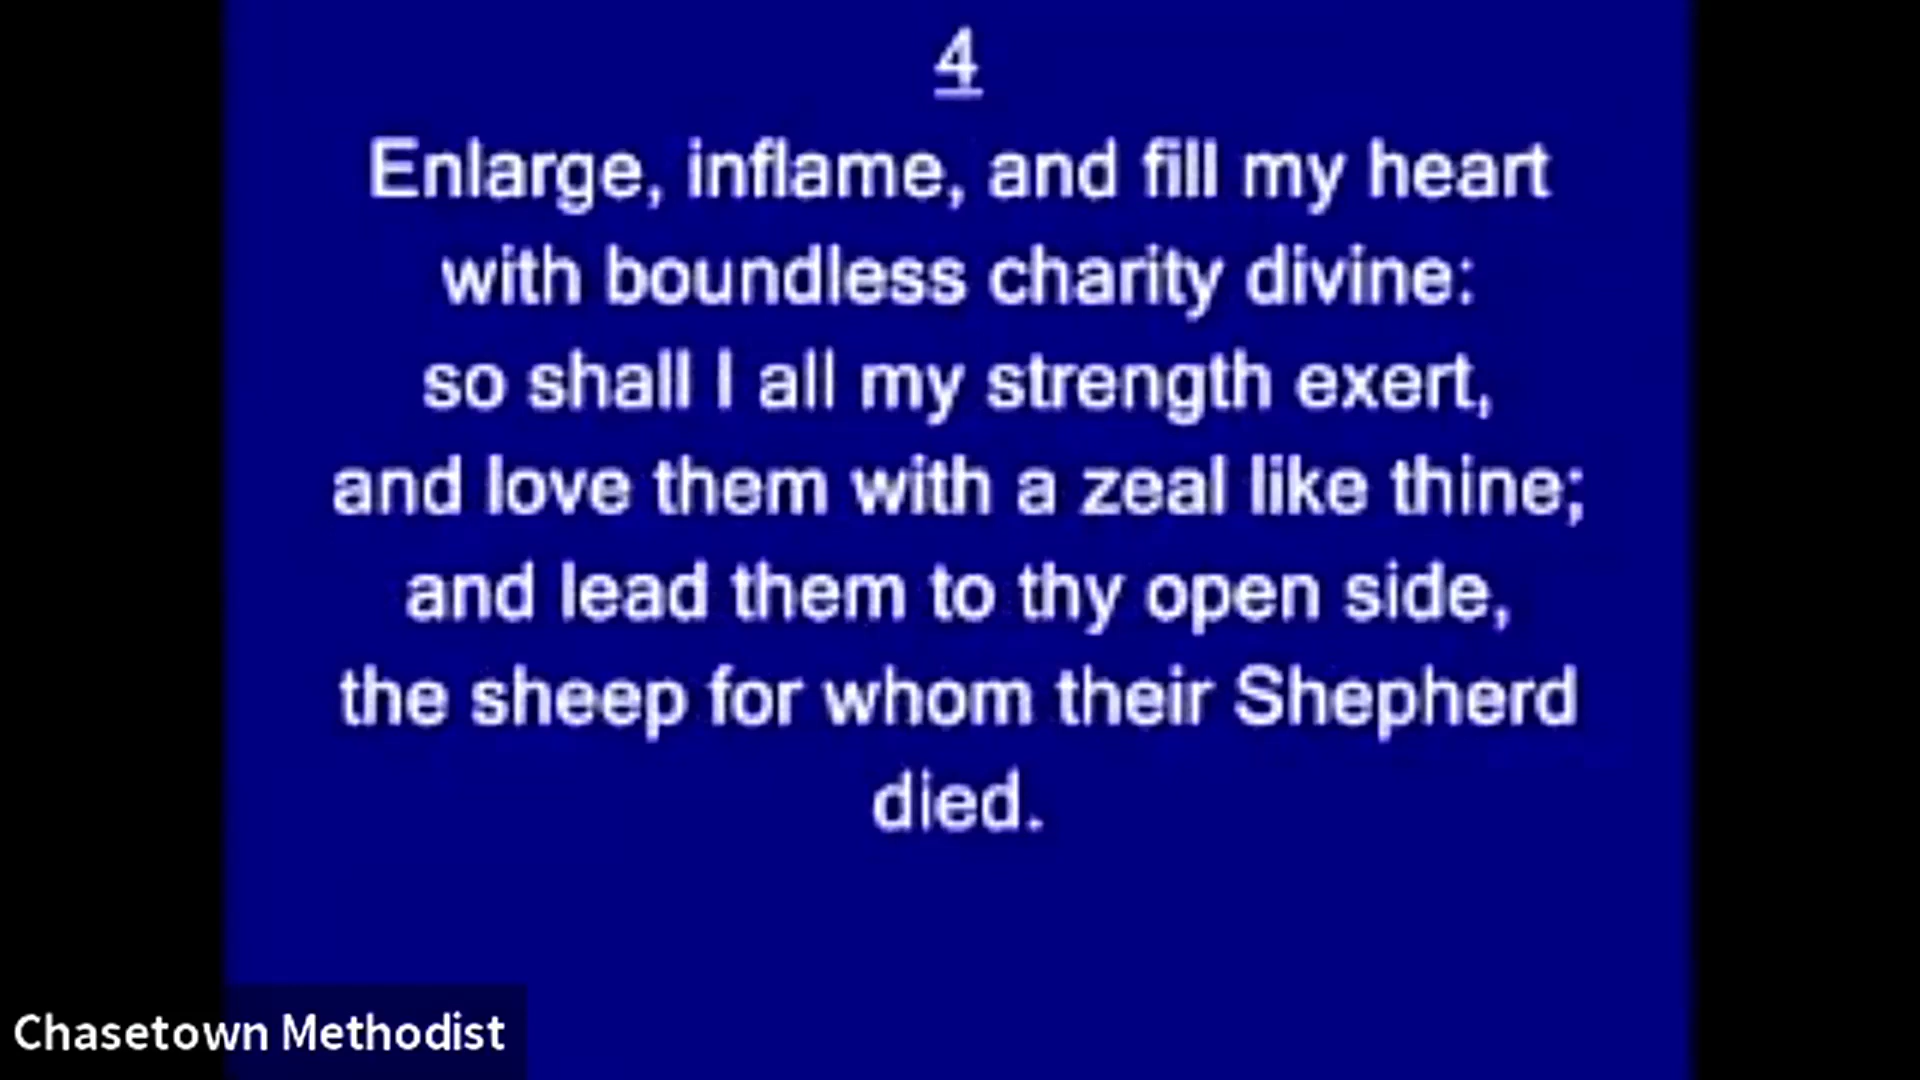 4
Enlarge, inflame, and fill my heart
with boundless charity divine:
so shall I all my strength exert,
and love them with a zeal like thine;
and lead them to thy open side,
the sheep for whom their Shepherd
died.
Chasetown Methodist